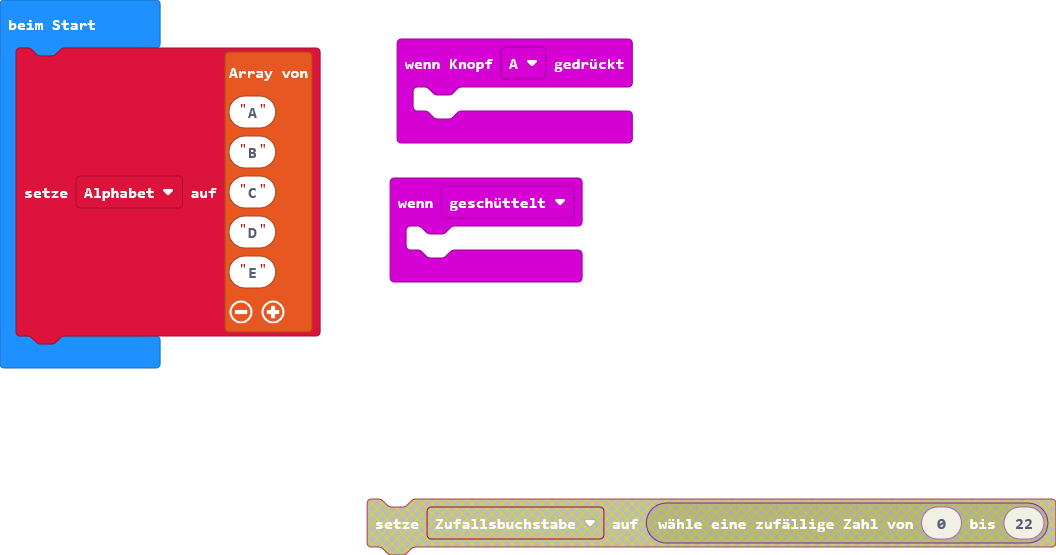 beim Start
Array von
"A"
"B"
setze Alphabet auf "C"
"D"
"E"
wenn Knopf A gedrückt
wenn geschüttelt
setze Zufallsbuchstabe auf wähle eine zufällige Zahl von 0 bis 22